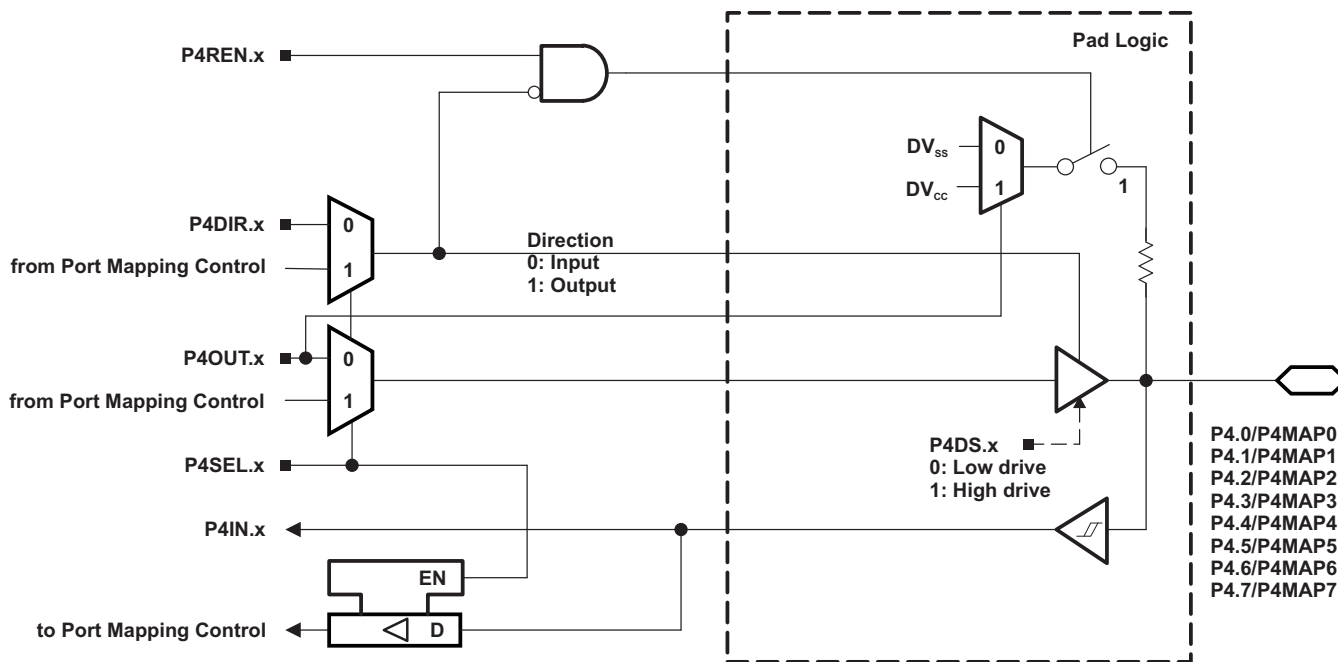 Pad Logic
P4REN.x
DVSS
0
DVCC
1
1
P4DIR.x
0
from Port Mapping Control
1
Direction
0: Input
1: Output
P4OUT.x
0
from Port Mapping Control
1
P4SEL.x
P4DS.x
0: Low drive
1: High drive
P4IN.x
EN
to Port Mapping Control
D
P4.0/P4MAP0
P4.1/P4MAP1
P4.2/P4MAP2
P4.3/P4MAP3
P4.4/P4MAP4
P4.5/P4MAP5
P4.6/P4MAP6
P4.7/P4MAP7